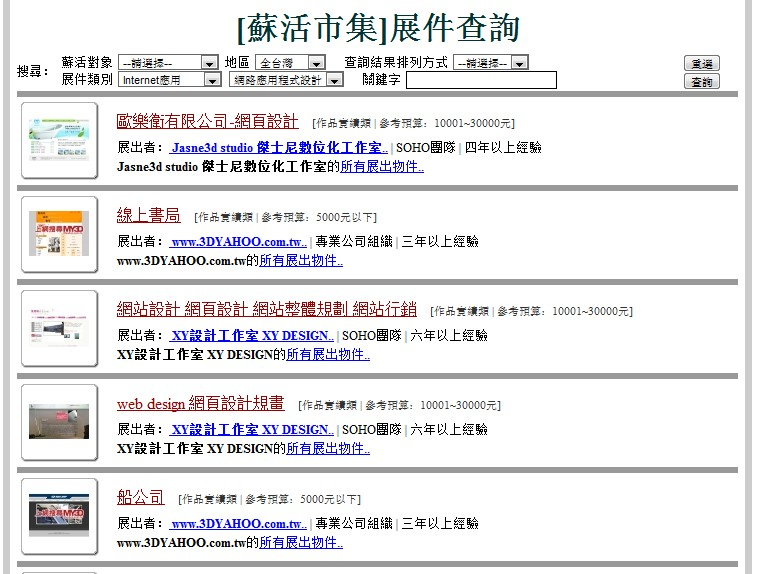 [蘇活市集]展件查詢
搜尋： 蘇活對象 --請選擇-- 地區 全台灣 查詢結果排列方式 --請選擇-- 重選
展件類別 Internet應用 網路應用程式設計 關鍵字 查詢
歐樂衛有限公司-網頁設計 [作品實績類 | 參考預算： 10001~30000元]
展出者： Jasne3d studio 傑士尼數位化工作室.. | SOHO團隊 | 四年以上經驗
Jasne3d studio 傑士尼數位化工作室的所有展出物件..
上網搜尋MY3D
線上書局 [作品實績類 | 參考預算： 5000元以下]
展出者： www.3DYAHOO.com.tw.. | 專業公司組織 | 三年以上經驗
www.3DYAHOO.com.tw的所有展出物件..
網站設計 網頁設計 網站整體規劃 網站行銷 [作品實績類 | 參考預算： 10001~30000元]
展出者： XY設計工作室 XY DESIGN.. | SOHO團隊 | 六年以上經驗
XY設計工作室 XY DESIGN的所有展出物件..
web design 網頁設計規畫 [作品實績類 | 參考預算： 10001~30000元]
展出者： XY設計工作室 XY DESIGN.. | SOHO團隊 | 六年以上經驗
XY設計工作室 XY DESIGN的所有展出物件..
上網搜尋MY3D
船公司 [作品實績類 | 參考預算： 5000元以下]
展出者： www.3DYAHOO.com.tw.. | 專業公司組織 | 三年以上經驗
www.3DYAHOO.com.tw的所有展出物件..